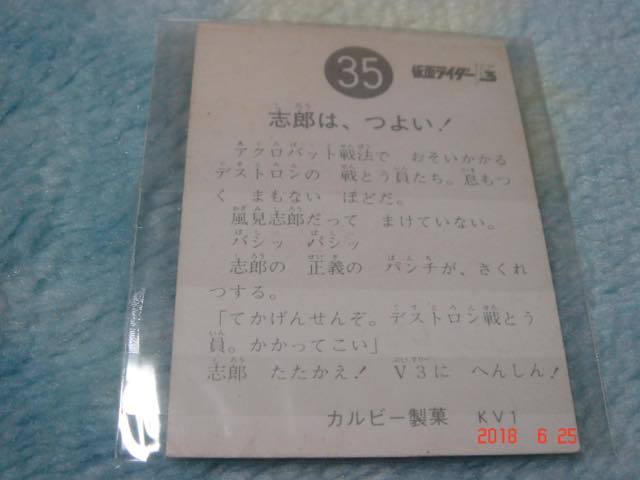 35
仮面ライダーV3
志郎は、つよい!
アクロバット戦法で おそいかかる
デストロンの 戦とう員たち。息もつ
く まもない ほどだ。
風見志郎だって まけていない。
バシッ バシッ
志郎の 正義の パンチが、さくれ
つする。
「てかげんせんぞ。デストロン戦とう
員。かかってこい」
志郎 たたかえ! V3に へんしん!
カルビー製菓 KV1
2018 6 25